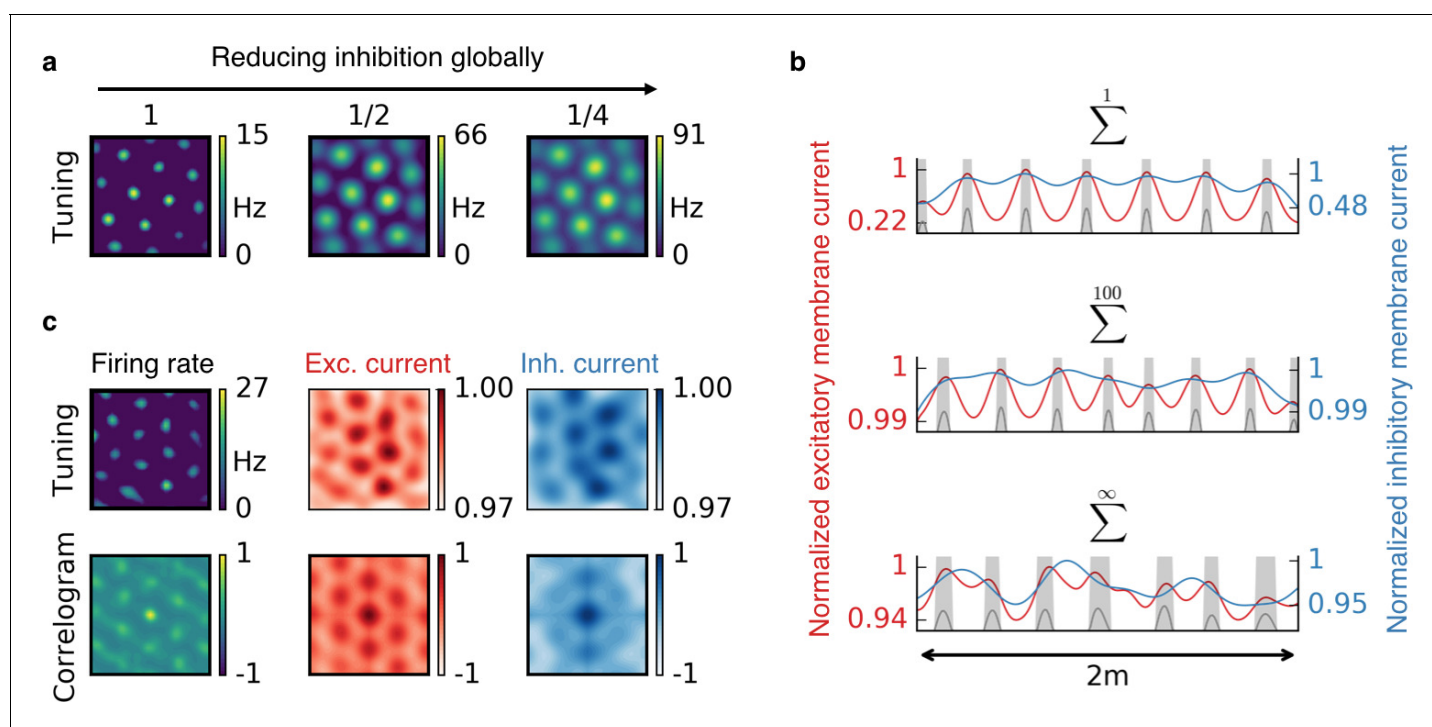 a
Reducing inhibition globally
1
1/2
1/4
Tuning
15
Hz
0
66
Hz
0
91
Hz
0
c
Firing rate
Exc. current
Inh. current
Tuning
27
Hz
0
1.00
0.97
1.00
0.97
Correlogram
1
-1
1
-1
1
-1
b
Normalized excitatory membrane current
1
∑
1
0.22
1
0.48
100
∑
1
0.99
1
0.99
∞
∑
1
0.94
1
0.95
2m
Normalized inhibitory membrane current